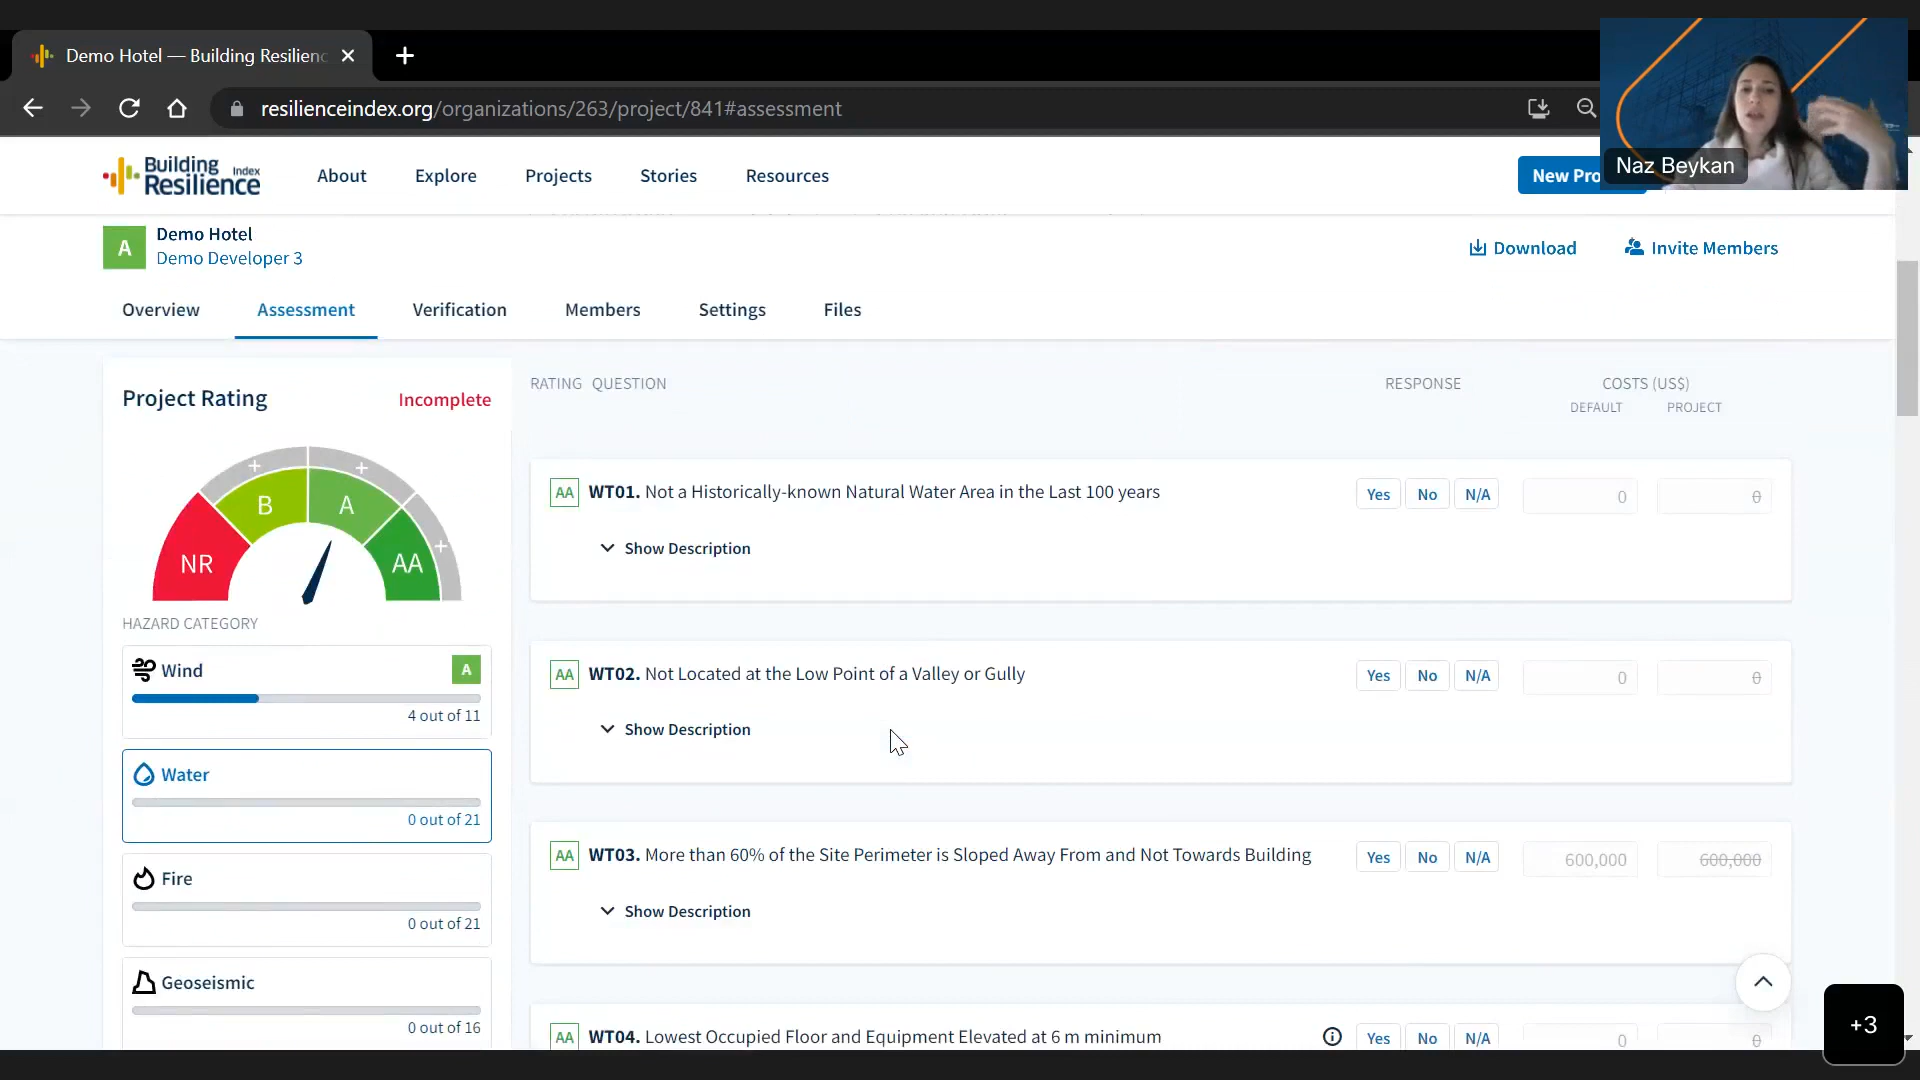 Demo Hotel — Building Resilienc
resilienceindex.org/organizations/263/project/841#assessment
Naz Beykan
Building Resilience Index
About
Explore
Projects
Stories
Resources
New Pro
A
Demo Hotel
Demo Developer 3
Download
Invite Members
Overview
Assessment
Verification
Members
Settings
Files
Project Rating
Incomplete
NR
B
+
A
+
AA
+
HAZARD CATEGORY
Wind
A
4 out of 11
Water
0 out of 21
Fire
0 out of 21
Geoseismic
0 out of 16
RATING QUESTION RESPONSE COSTS (US$)
DEFAULT PROJECT
AA WT01. Not a Historically-known Natural Water Area in the Last 100 years Yes No N/A 0 0
Show Description
AA WT02. Not Located at the Low Point of a Valley or Gully Yes No N/A 0 0
Show Description
AA WT03. More than 60% of the Site Perimeter is Sloped Away From and Not Towards Building Yes No N/A 600,000 600,000
Show Description
AA WT04. Lowest Occupied Floor and Equipment Elevated at 6 m minimum Yes No N/A 0 0
+3